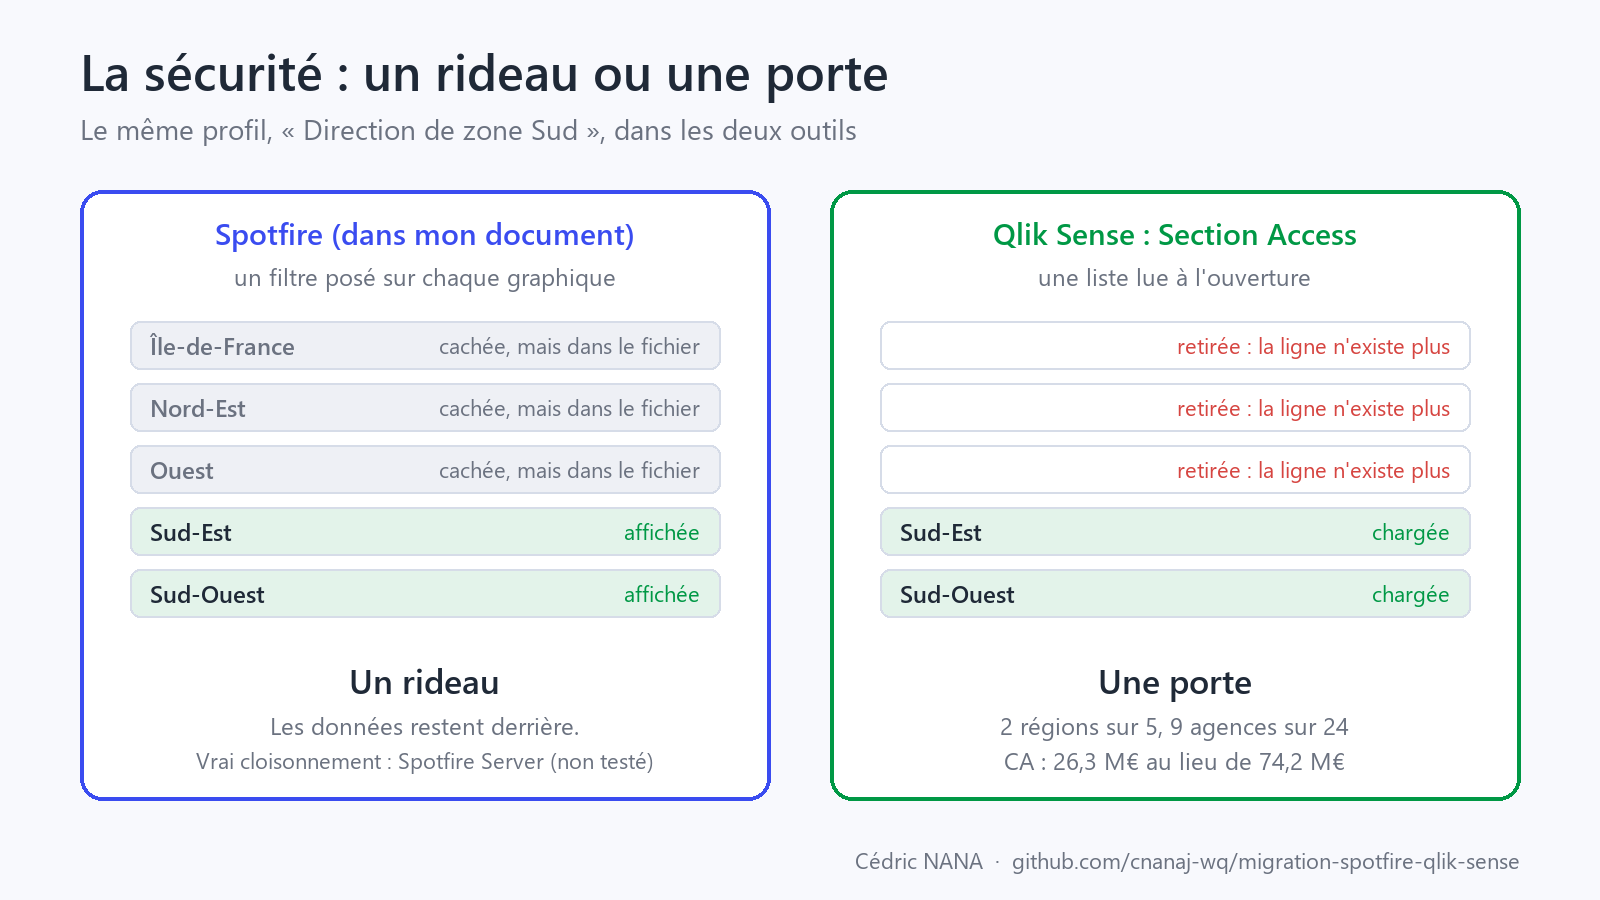 La sécurité : un rideau ou une porte
Le même profil, « Direction de zone Sud », dans les deux outils
Spotfire (dans mon document)
un filtre posé sur chaque graphique
Île-de-France cachée, mais dans le fichier
Nord-Est cachée, mais dans le fichier
Ouest cachée, mais dans le fichier
Sud-Est affichée
Sud-Ouest affichée
Un rideau
Les données restent derrière.
Vrai cloisonnement : Spotfire Server (non testé)
Qlik Sense : Section Access
une liste lue à l'ouverture
retirée : la ligne n'existe plus
retirée : la ligne n'existe plus
retirée : la ligne n'existe plus
Sud-Est chargée
Sud-Ouest chargée
Une porte
2 régions sur 5, 9 agences sur 24
CA : 26,3 M€ au lieu de 74,2 M€
Cédric NANA · github.com/cnanaj-wq/migration-spotfire-qlik-sense